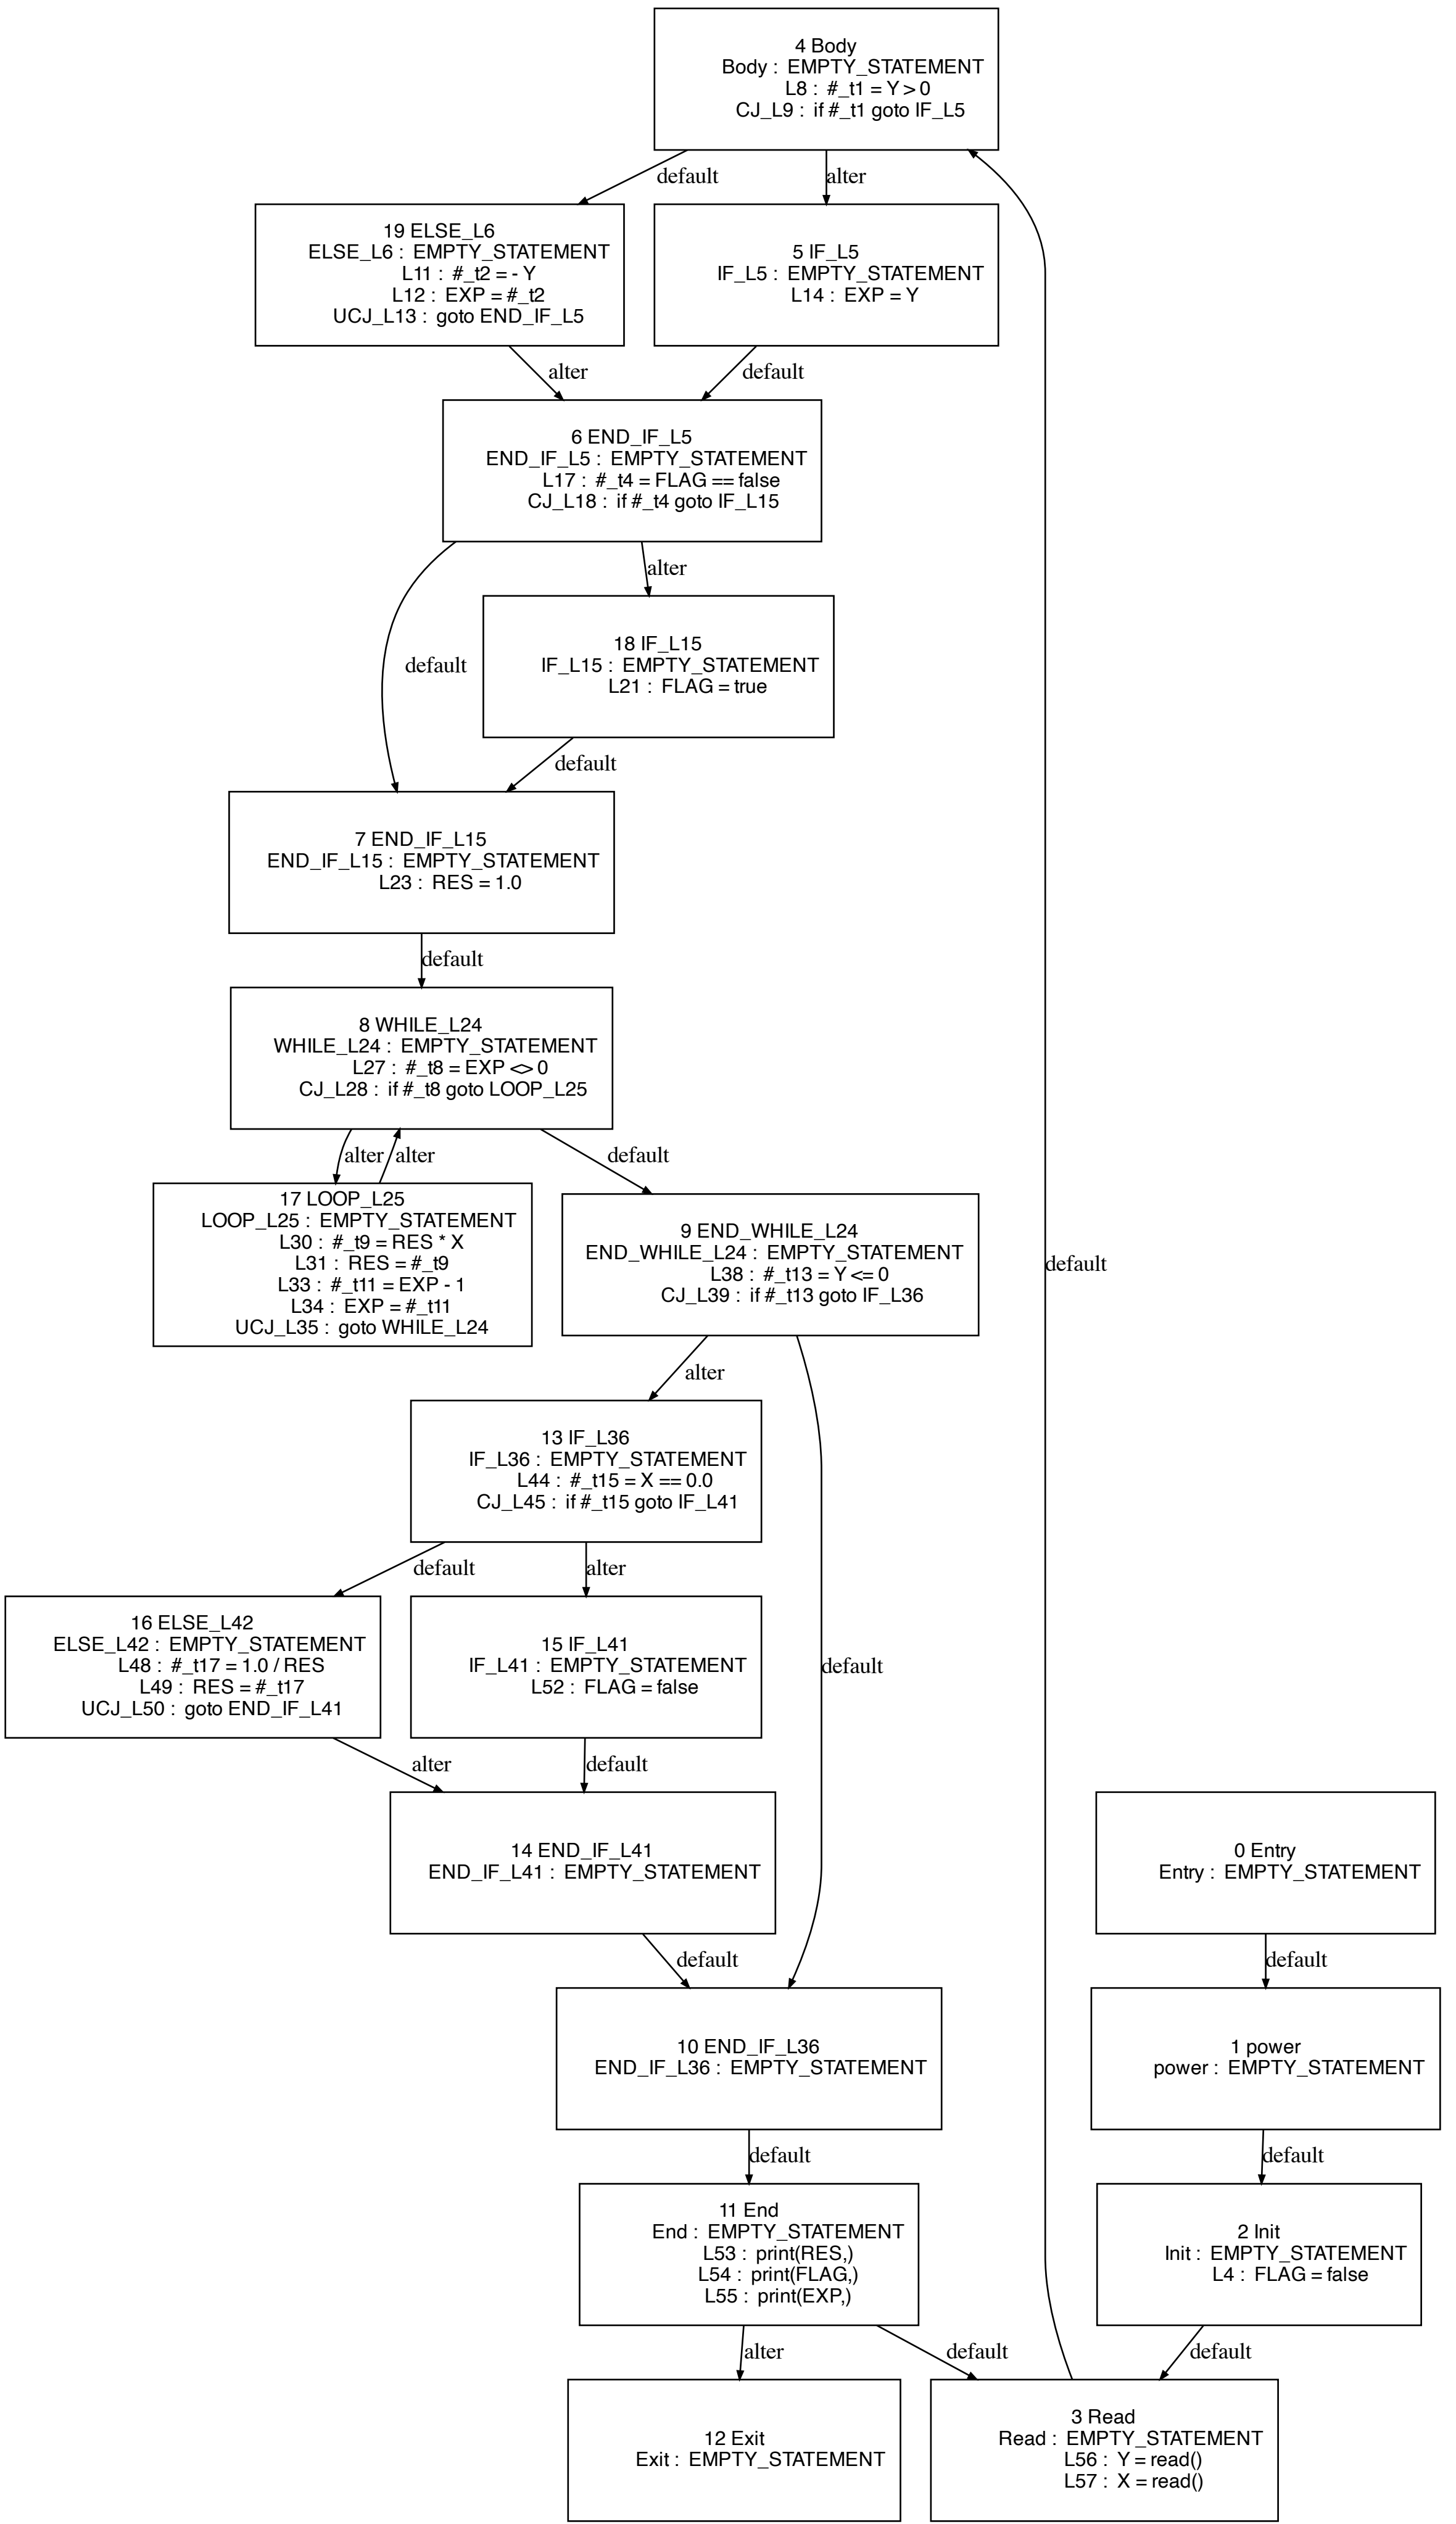 4 Body
Body : EMPTY_STATEMENT
L8 : #_t1 = Y > 0
CJ_L9 : if #_t1 goto IF_L5
default
alter
19 ELSE_L6
ELSE_L6 : EMPTY_STATEMENT
L11 : #_t2 = - Y
L12 : EXP = #_t2
UCJ_L13 : goto END_IF_L5
5 IF_L5
IF_L5 : EMPTY_STATEMENT
L14 : EXP = Y
alter
default
6 END_IF_L5
END_IF_L5 : EMPTY_STATEMENT
L17 : #_t4 = FLAG == false
CJ_L18 : if #_t4 goto IF_L15
alter
default
18 IF_L15
IF_L15 : EMPTY_STATEMENT
L21 : FLAG = true
default
7 END_IF_L15
END_IF_L15 : EMPTY_STATEMENT
L23 : RES = 1.0
default
8 WHILE_L24
WHILE_L24 : EMPTY_STATEMENT
L27 : #_t8 = EXP <> 0
CJ_L28 : if #_t8 goto LOOP_L25
alter
alter
default
17 LOOP_L25
LOOP_L25 : EMPTY_STATEMENT
L30 : #_t9 = RES * X
L31 : RES = #_t9
L33 : #_t11 = EXP - 1
L34 : EXP = #_t11
UCJ_L35 : goto WHILE_L24
9 END_WHILE_L24
END_WHILE_L24 : EMPTY_STATEMENT
L38 : #_t13 = Y <= 0
CJ_L39 : if #_t13 goto IF_L36
default
alter
13 IF_L36
IF_L36 : EMPTY_STATEMENT
L44 : #_t15 = X == 0.0
CJ_L45 : if #_t15 goto IF_L41
default
alter
16 ELSE_L42
ELSE_L42 : EMPTY_STATEMENT
L48 : #_t17 = 1.0 / RES
L49 : RES = #_t17
UCJ_L50 : goto END_IF_L41
15 IF_L41
IF_L41 : EMPTY_STATEMENT
L52 : FLAG = false
default
alter
default
14 END_IF_L41
END_IF_L41 : EMPTY_STATEMENT
0 Entry
Entry : EMPTY_STATEMENT
default
default
10 END_IF_L36
END_IF_L36 : EMPTY_STATEMENT
1 power
power : EMPTY_STATEMENT
default
default
11 End
End : EMPTY_STATEMENT
L53 : print(RES,)
L54 : print(FLAG,)
L55 : print(EXP,)
2 Init
Init : EMPTY_STATEMENT
L4 : FLAG = false
alter
default
default
12 Exit
Exit : EMPTY_STATEMENT
3 Read
Read : EMPTY_STATEMENT
L56 : Y = read()
L57 : X = read()